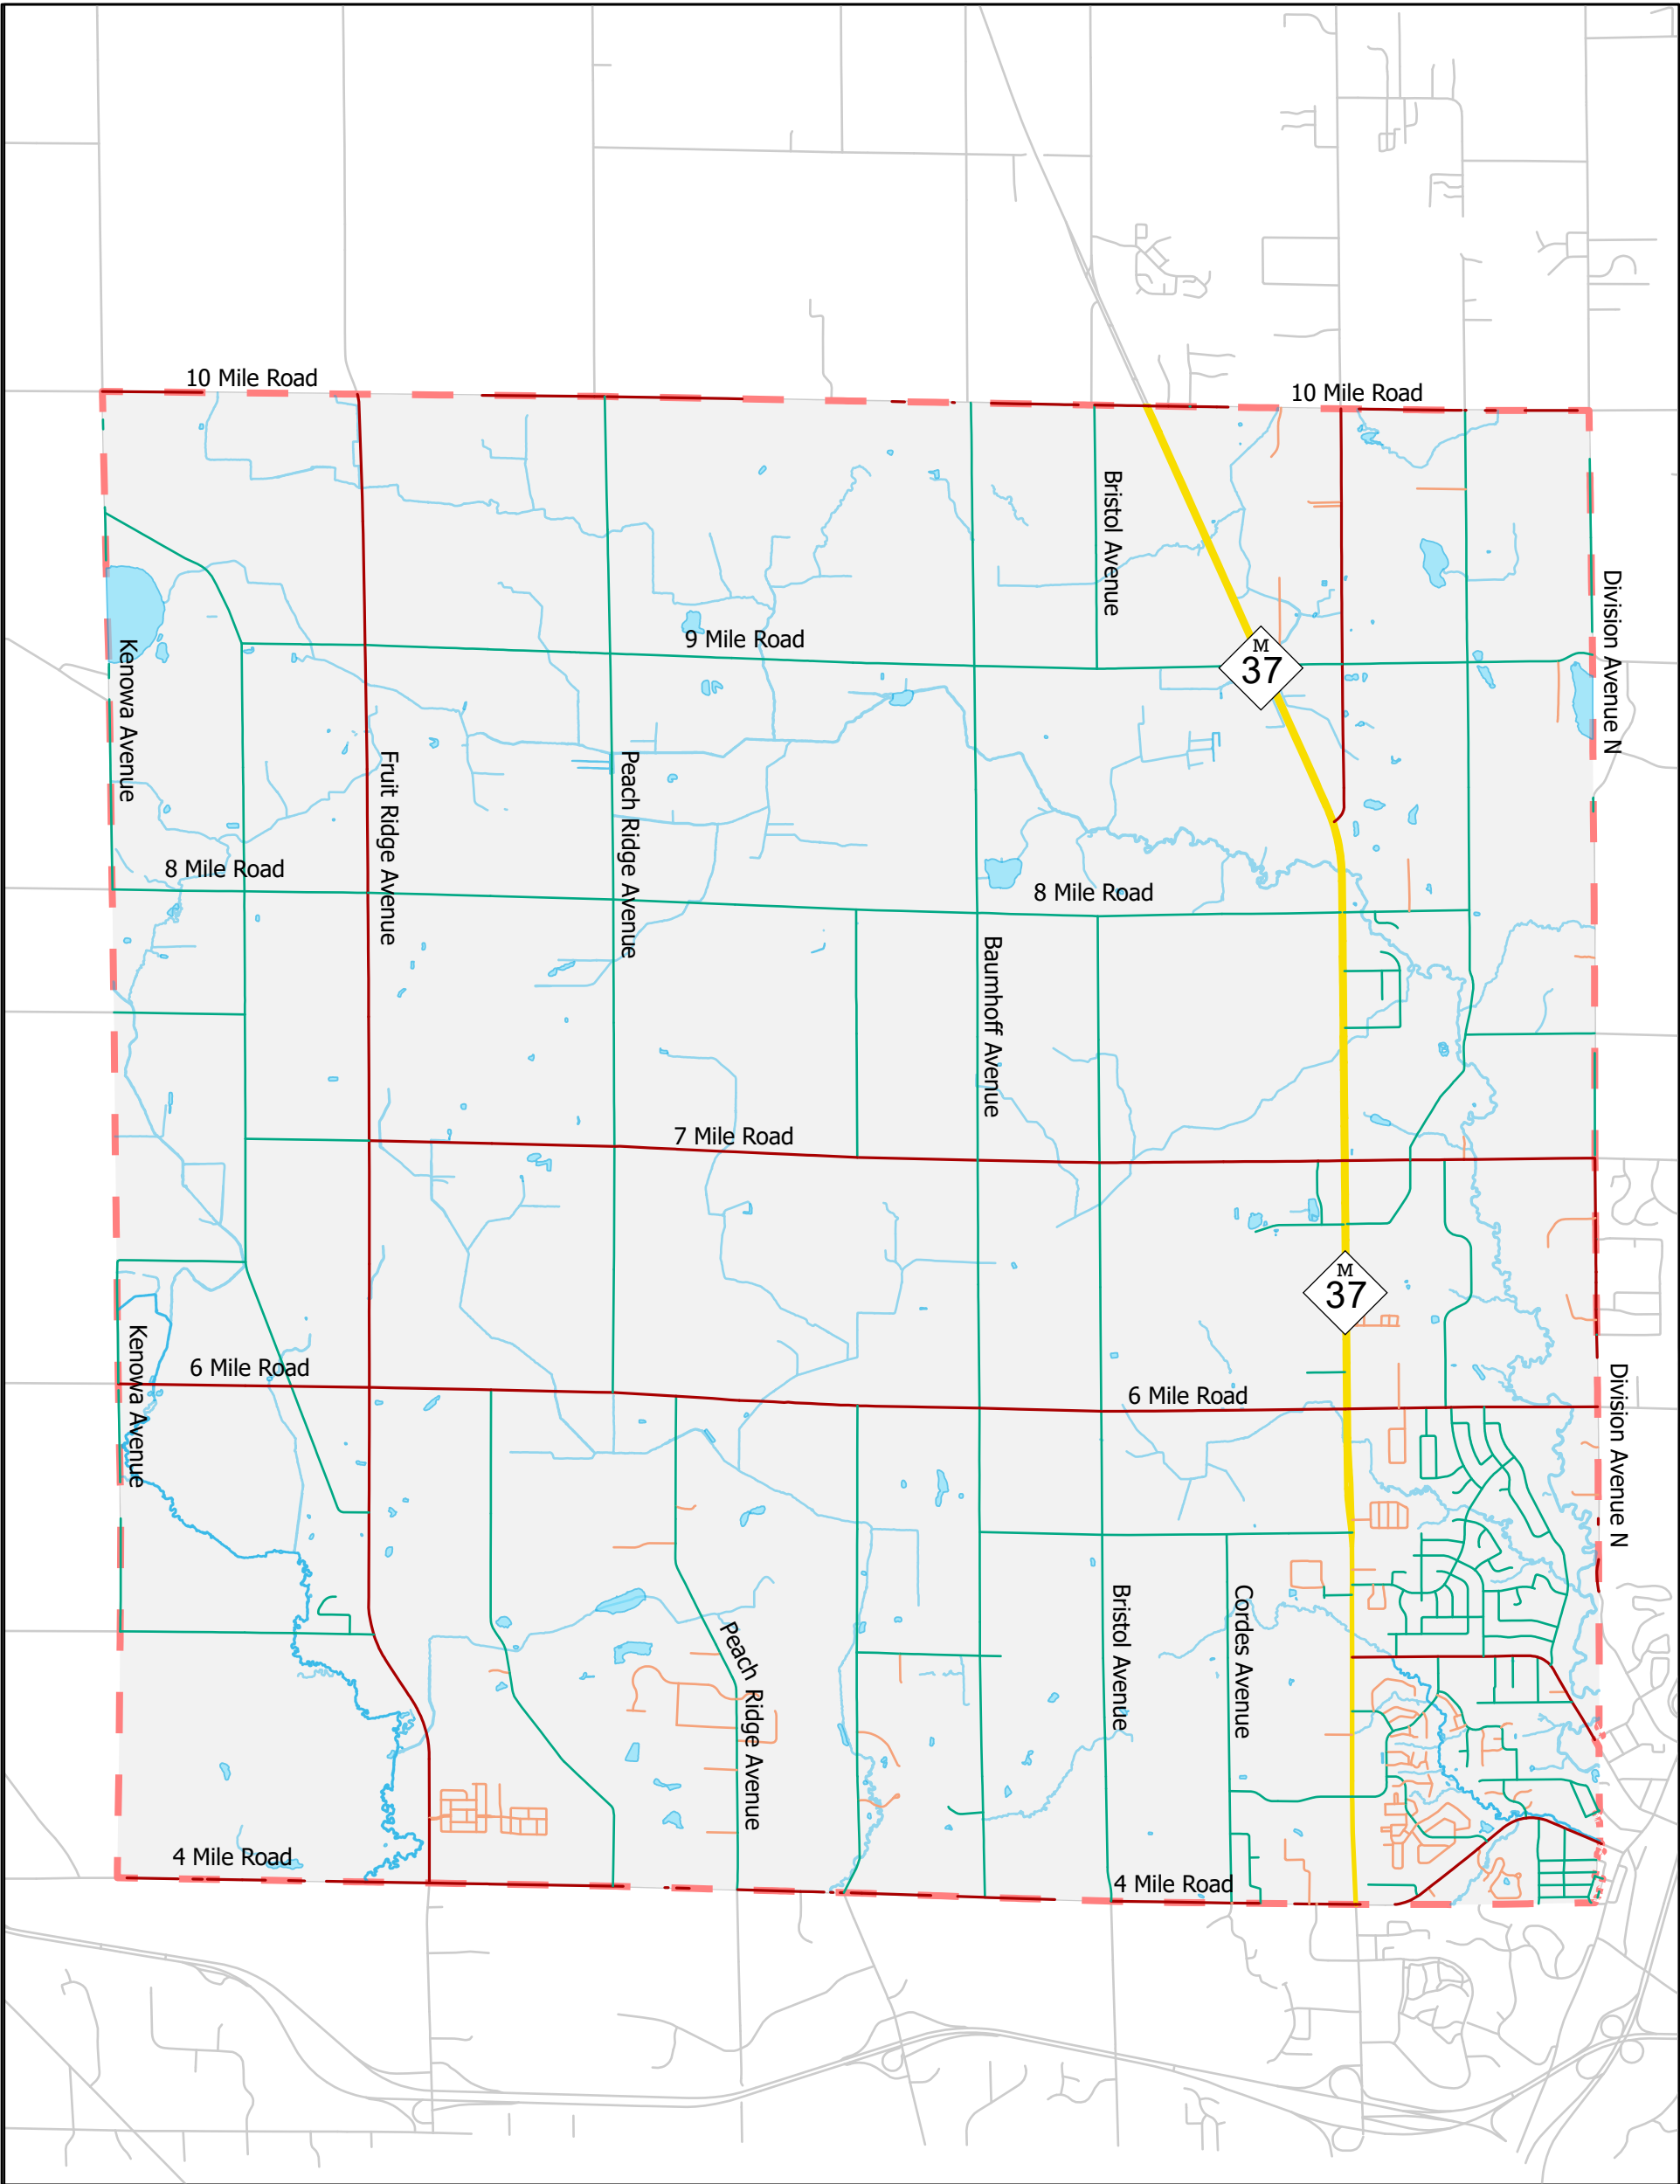 10 Mile Road
10 Mile Road
Bristol Avenue
Division Avenue N
9 Mile Road
M
37
Kenowa Avenue
Fruit Ridge Avenue
Peach Ridge Avenue
8 Mile Road
8 Mile Road
Baumhoff Avenue
7 Mile Road
M
37
Kenowa Avenue
6 Mile Road
6 Mile Road
Division Avenue N
Bristol Avenue
Cordes Avenue
Peach Ridge Avenue
4 Mile Road
4 Mile Road